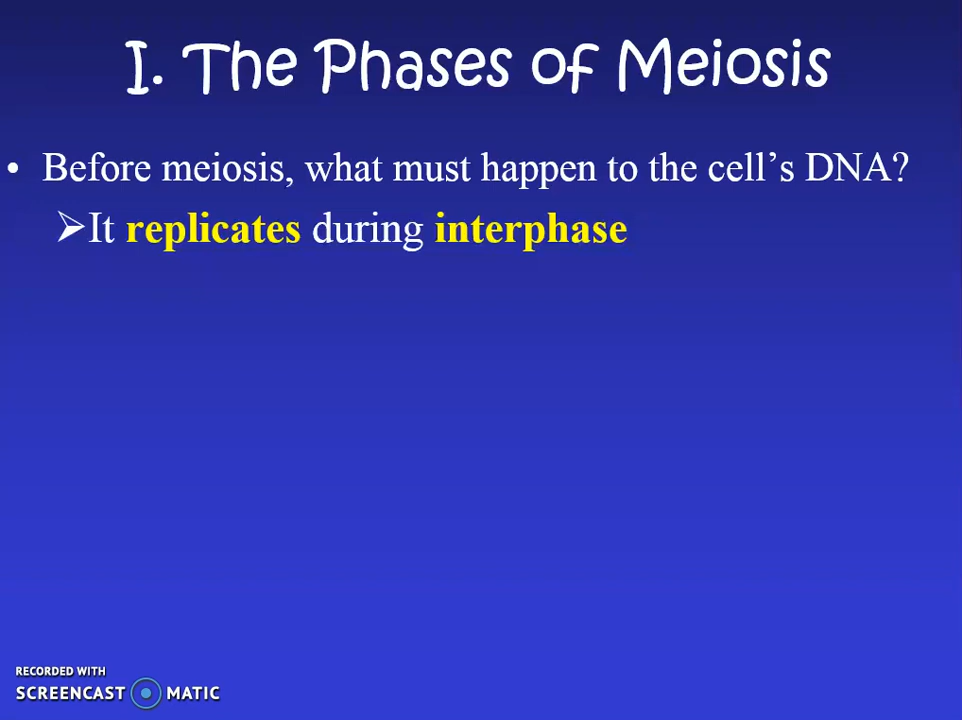 I. The Phases of Meiosis
• Before meiosis, what must happen to the cell’s DNA?
➢It replicates during interphase
RECORDED WITH
SCREENCAST MATIC